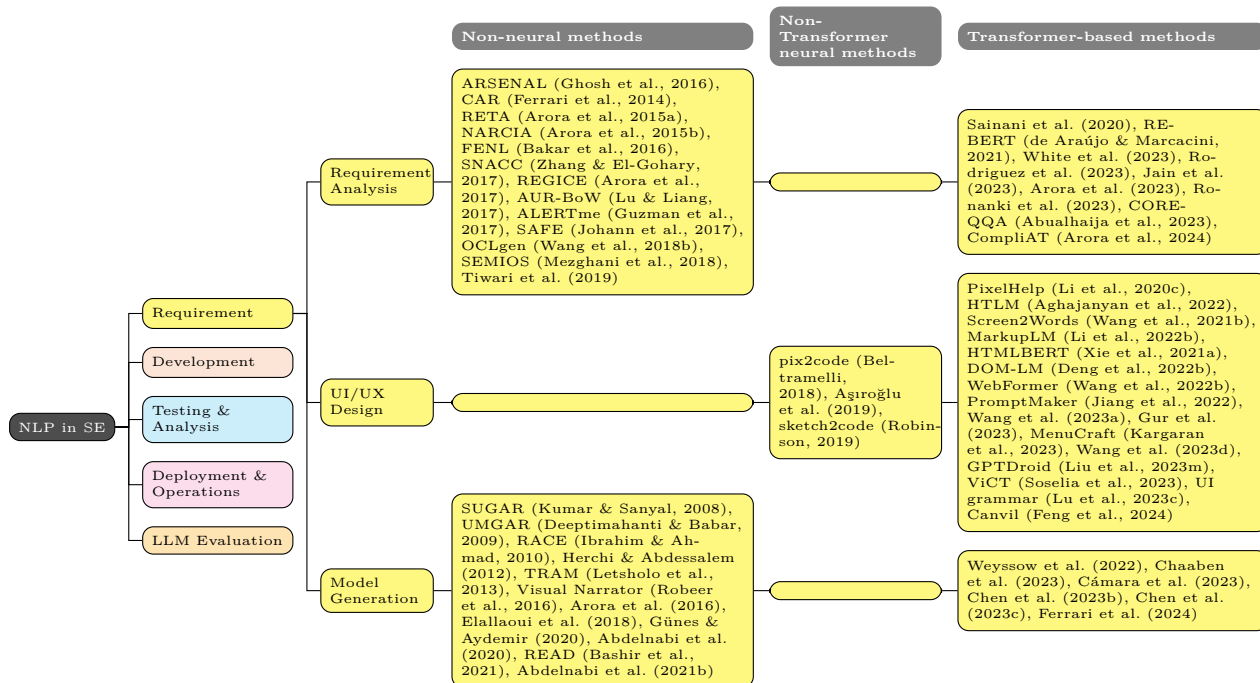 Non-neural methods
Non-
Transformer
neural methods
Transformer-based methods
ARSENAL (Ghosh et al., 2016),
CAR (Ferrari et al., 2014),
RETA (Arora et al., 2015a)
NARCIA (Arora et al., 2015b)
FENL (Bakar et al., 2016),
SNACC (Zhang & El-Gohary,
2017), REGICE (Arora et al.,
2017), AUR-BoW (Lu & Liang,
2017), ALERTme (Guzman et al.,
2017), SAFE (Johann et al., 2017),
OCLgen (Wang et al., 2018b),
SEMIOS (Mezghani et al., 2018),
Tiwari et al. (2019)
Requirement
Analysis
Sainani et al. (2020), RE-
BERT (de Araújo & Marcacini,
2021), White et al. (2023), Ro-
driguez et al. (2023), Jain et al.
(2023), Arora et al. (2023), Ro-
nanki et al. (2023), CORE-
QQA (Abualhaija et al., 2023),
CompliAT (Arora et al., 2024)
Requirement
Development
Testing &
Analysis
Deployment &
Operations
LLM Evaluation
NLP in SE
UI/UX
Design
pix2code (Bel-
tramelli,
2018), Aşıroğlu
et al. (2019),
sketch2code (Robin-
son, 2019)
PixelHelp (Li et al., 2020c),
HTLM (Aghajanyan et al., 2022),
Screen2Words (Wang et al., 2021b),
MarkupLM (Li et al., 2022b),
HTMLBERT (Xie et al., 2021a),
DOM-LM (Deng et al., 2022b),
WebFormer (Wang et al., 2022b),
PromptMaker (Jiang et al., 2022),
Wang et al. (2023a), Gur et al.
(2023), MenuCraft (Kargaran
et al., 2023), Wang et al. (2023d),
GPTDroid (Liu et al., 2023m),
ViCT (Soselia et al., 2023), UI
grammar (Lu et al., 2023c),
Canvil (Feng et al., 2024)
Model
Generation
SUGAR (Kumar & Sanyal, 2008),
UMGAR (Deeptimahanti & Babar,
2009), RACE (Ibrahim & Ah-
mad, 2010), Herchi & Abdessalem
(2012), TRAM (Letsholo et al.,
2013), Visual Narrator (Robeer
et al., 2016), Arora et al. (2016),
Elallaoui et al. (2018), Günes &
Aydemir (2020), Abdelnabi et al.
(2020), READ (Bashir et al.,
2021), Abdelnabi et al. (2021b)
Weyssow et al. (2022), Chaaben
et al. (2023), Cámara et al. (2023),
Chen et al. (2023b), Chen et al.
(2023c), Ferrari et al. (2024)